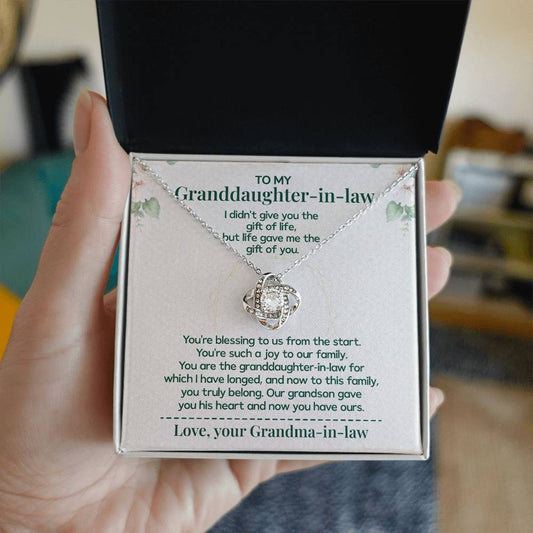 TO MY
Granddaughter-in-law
I didn't give you the
gift of life,
but life gave me the
gift of you.
You're blessing to us from the start.
You're such a joy to our family.
You are the granddaughter-in-law for
which I have longed, and now to this family,
you truly belong. Our grandson gave
you his heart and now you have ours.
Love, your Grandma-in-law